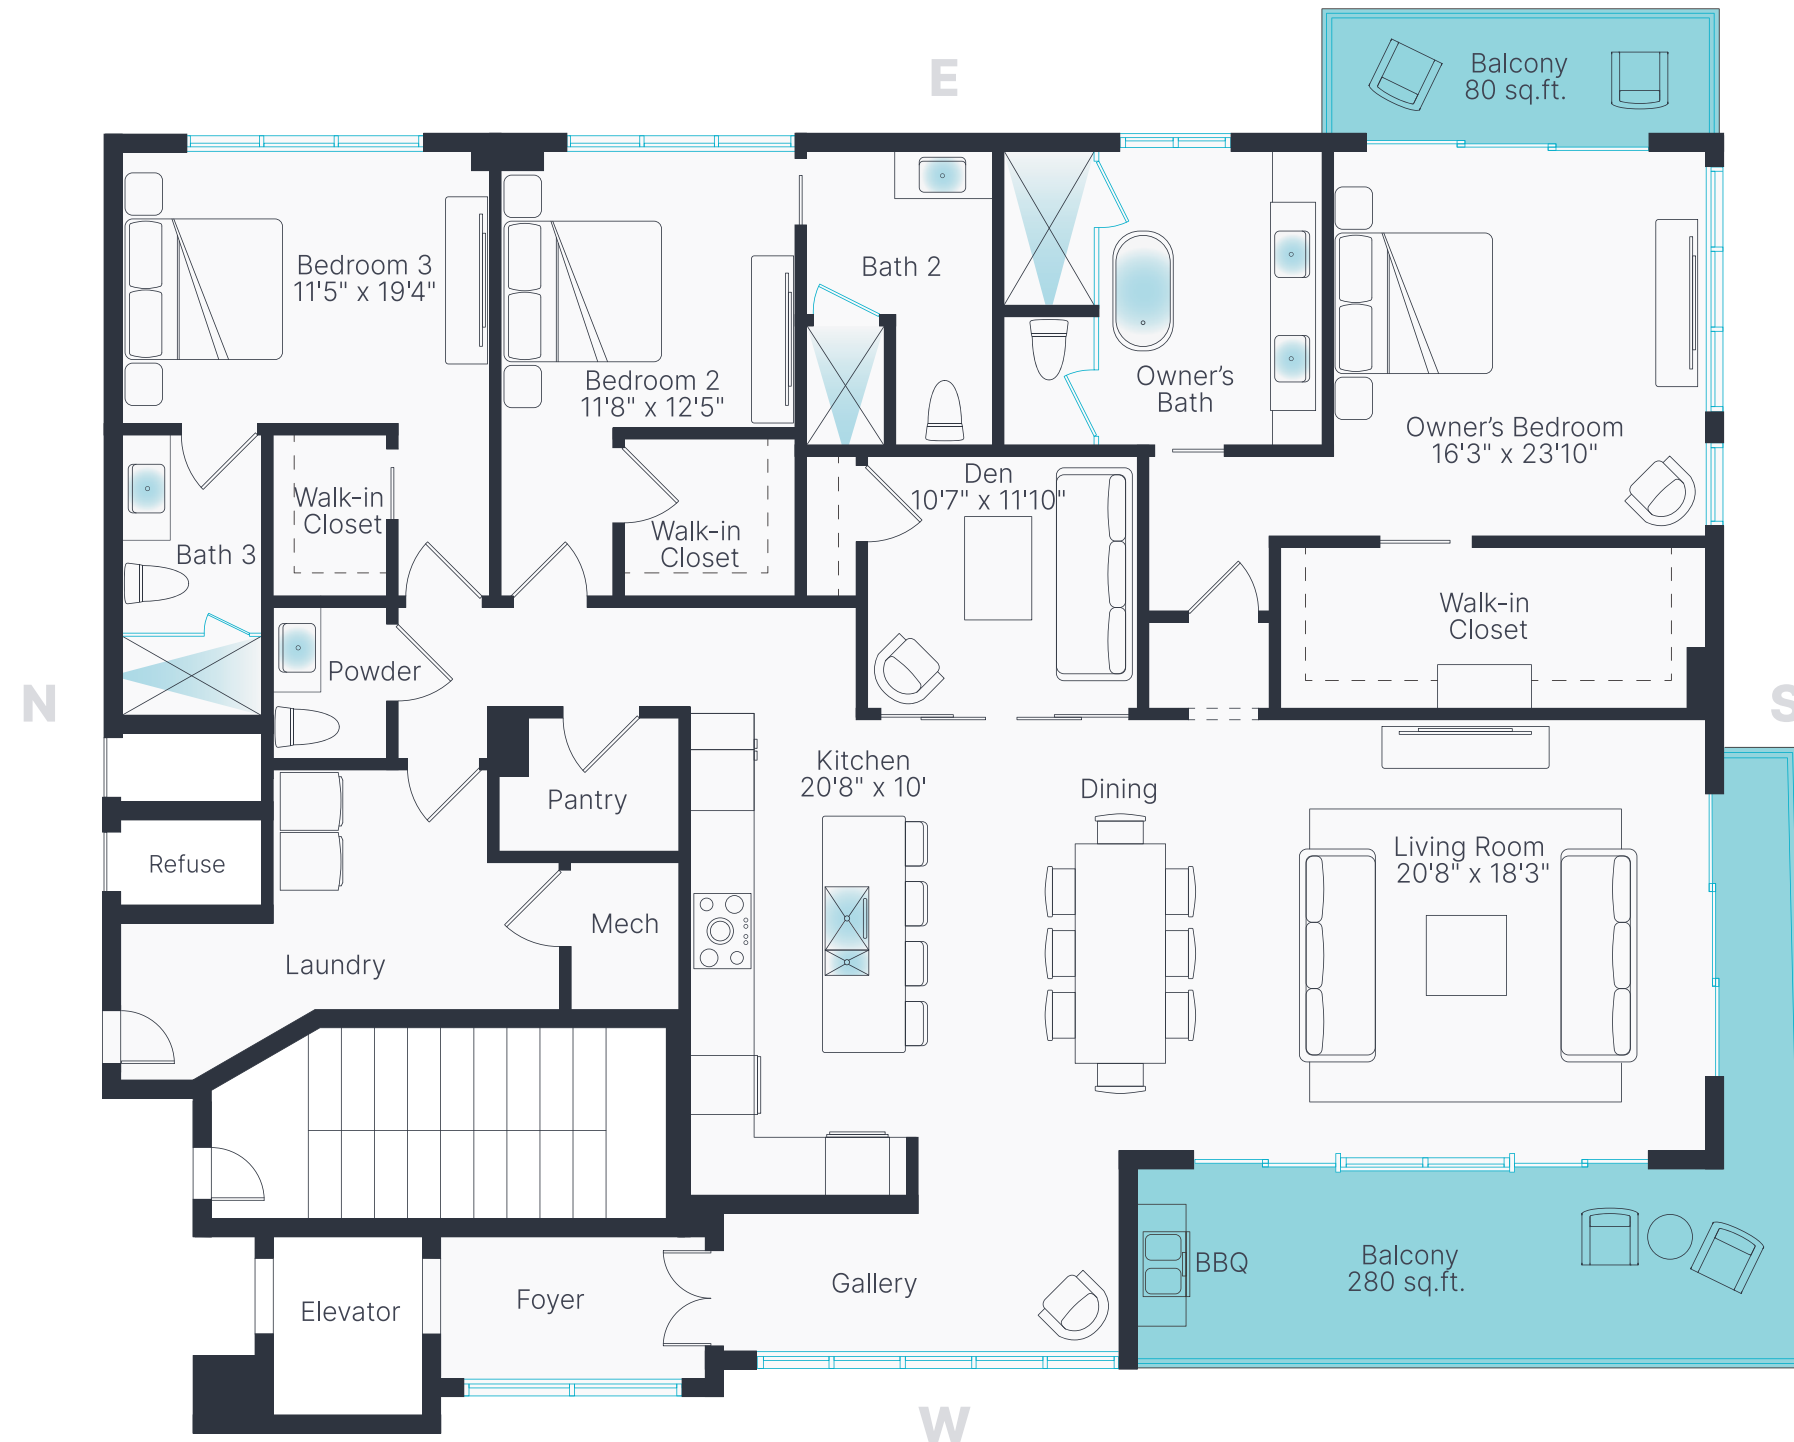 E
Balcony
80 sq.ft.
Bedroom 3
11'5" x 19'4"
Bath 2
Bedroom 2
11'8" x 12'5"
Owner's
Bath
Owner's Bedroom
16'3" x 23'10"
Den
10'7" x 11'10"
Walk-in
Closet
Walk-in
Closet
Bath 3
Walk-in
Closet
Powder
N
S
Kitchen
20'8" x 10'
Dining
Pantry
Living Room
20'8" x 18'3"
Refuse
Mech
Laundry
BBQ
Balcony
280 sq.ft.
Gallery
Foyer
Elevator
W